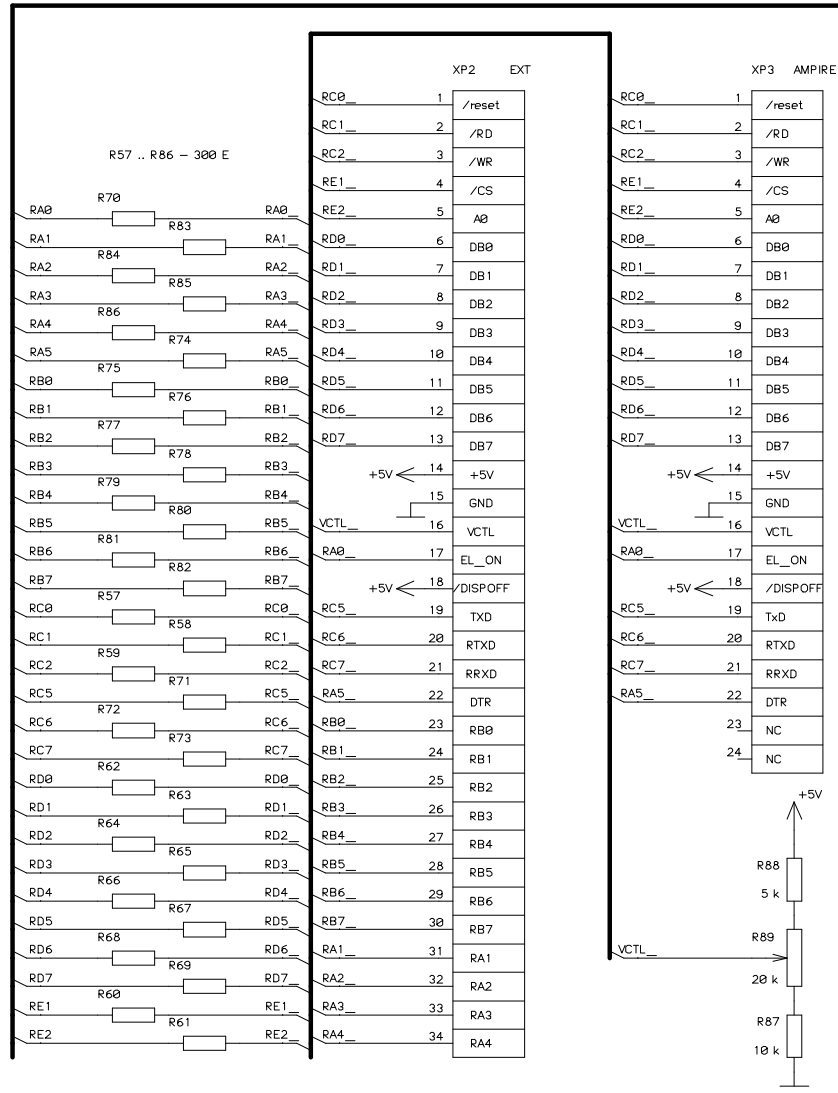 XP2 EXT
RC0_ 1 /reset
RC1_ 2 /RD
RC2_ 3 /WR
RE1_ 4 /CS
RE2_ 5 A0
RD0_ 6 DB0
RD1_ 7 DB1
RD2_ 8 DB2
RD3_ 9 DB3
RD4_ 10 DB4
RD5_ 11 DB5
RD6_ 12 DB6
RD7_ 13 DB7
+5V 14 +5V
15 GND
VCTL_ 16 VCTL
RA0_ 17 EL_ON
+5V 18 /DISPOFF
RC5_ 19 TXD
RC6_ 20 RTXD
RC7_ 21 RRXD
RA5_ 22 DTR
RB0_ 23 RB0
RB1_ 24 RB1
RB2_ 25 RB2
RB3_ 26 RB3
RB4_ 27 RB4
RB5_ 28 RB5
RB6_ 29 RB6
RB7_ 30 RB7
RA1_ 31 RA1
RA2_ 32 RA2
RA3_ 33 RA3
RA4_ 34 RA4
XP3 AMPIRE
RC0_ 1 /reset
RC1_ 2 /RD
RC2_ 3 /WR
RE1_ 4 /CS
RE2_ 5 A0
RD0_ 6 DB0
RD1_ 7 DB1
RD2_ 8 DB2
RD3_ 9 DB3
RD4_ 10 DB4
RD5_ 11 DB5
RD6_ 12 DB6
RD7_ 13 DB7
+5V 14 +5V
15 GND
VCTL_ 16 VCTL
RA0_ 17 EL_ON
+5V 18 /DISPOFF
RC5_ 19 TxD
RC6_ 20 RTXD
RC7_ 21 RRXD
RA5_ 22 DTR
23 NC
24 NC
R57 .. R86 – 300 E
RA0 R70 RA0_
RA1 R83 RA1_
RA2 R84 RA2_
RA3 R85 RA3_
RA4 R86 RA4_
RA5 R74 RA5_
RB0 R75 RB0_
RB1 R76 RB1_
RB2 R77 RB2_
RB3 R78 RB3_
RB4 R79 RB4_
RB5 R80 RB5_
RB6 R81 RB6_
RB7 R82 RB7_
RC0 R57 RC0_
RC1 R58 RC1_
RC2 R59 RC2_
RC5 R71 RC5_
RC6 R72 RC6_
RC7 R73 RC7_
RD0 R62 RD0_
RD1 R63 RD1_
RD2 R64 RD2_
RD3 R65 RD3_
RD4 R66 RD4_
RD5 R67 RD5_
RD6 R68 RD6_
RD7 R69 RD7_
RE1 R60 RE1_
RE2 R61 RE2_
+5V
R88
5 k
R89
VCTL_
20 k
R87
10 k